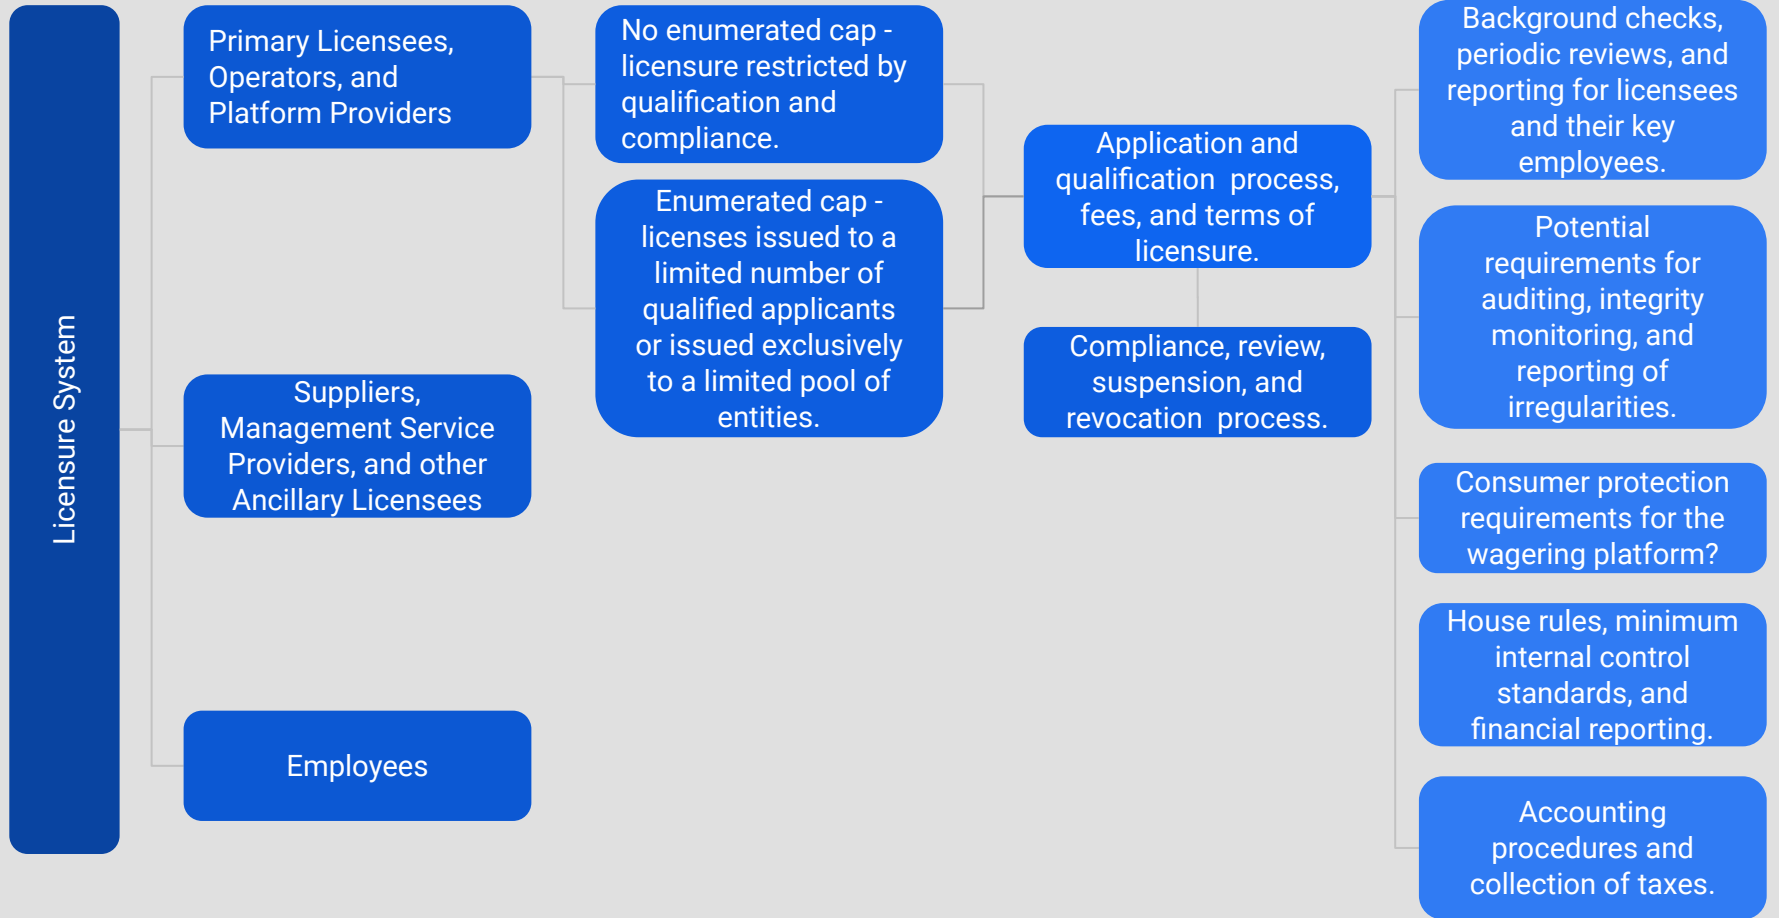 Licensure System
Primary Licensees,
Operators, and
Platform Providers
Suppliers,
Management Service
Providers, and other
Ancillary Licensees
Employees
No enumerated cap -
licensure restricted by
qualification and
compliance.
Enumerated cap -
licenses issued to a
limited number of
qualified applicants
or issued exclusively
to a limited pool of
entities.
Application and
qualification  process,
fees, and terms of
licensure.
Compliance, review,
suspension, and
revocation  process.
Background checks,
periodic reviews, and
reporting for licensees
and their key
employees.
Potential
requirements for
auditing, integrity
monitoring, and
reporting of
irregularities.
Consumer protection
requirements for the
wagering platform?
House rules, minimum
internal control
standards, and
financial reporting.
Accounting
procedures and
collection of taxes.